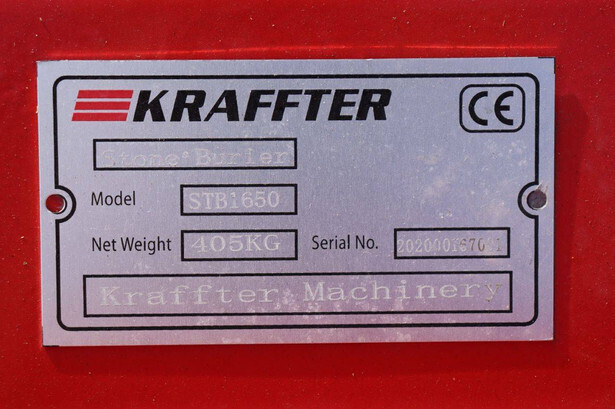 KRAFFTER
CE
Stone Burier
Model STB1650
Net Weight 405KG Serial No.
Kraffter Machinery